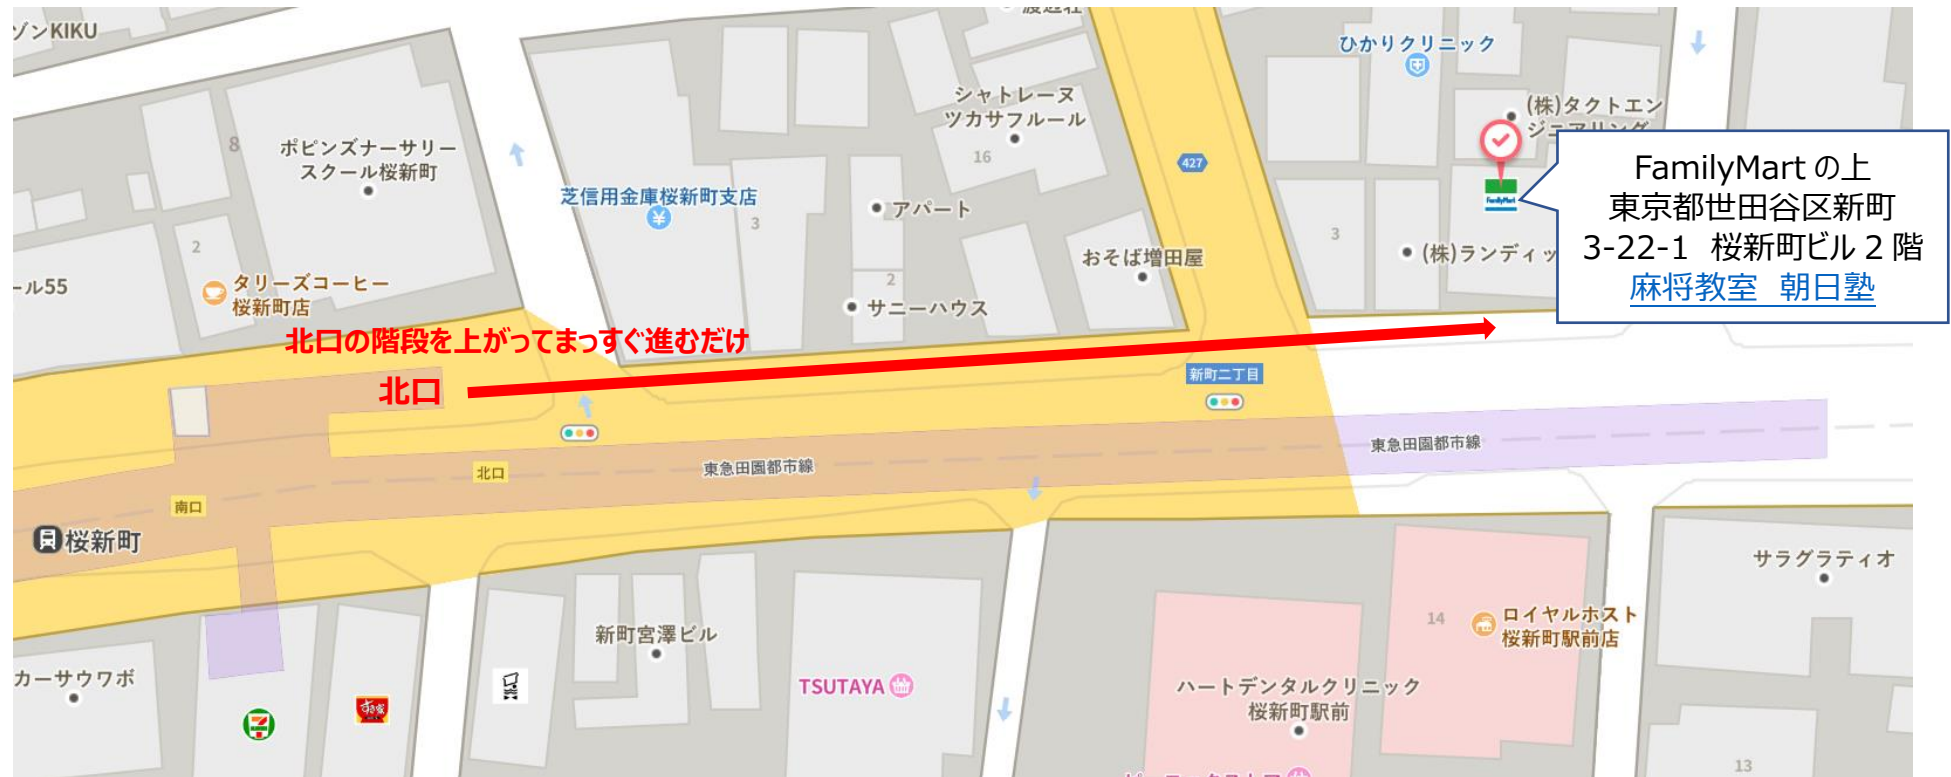 ゾンKIKU
ひかりクリニック
シャトレーヌ
ツカサフルール
16
(株)タクトエン
ジニアリング
8
ポピンズナーサリー
スクール桜新町
427
FamilyMart の上
東京都世田谷区新町
3-22-1 桜新町ビル 2 階
麻将教室 朝日塾
FamilyMart
芝信用金庫桜新町支店
3
アパート
2
おそば増田屋
3
(株)ランディッ
ール55
タリーズコーヒー
桜新町店
2
サニーハウス
北口の階段を上がってまっすぐ進むだけ
北口
新町二丁目
東急田園都市線
北口
東急田園都市線
南口
桜新町
サラグラティオ
新町宮澤ビル
14
ロイヤルホスト
桜新町駅前店
カーサウワボ
TSUTAYA
ハートデンタルクリニック
桜新町駅前
すき家
13